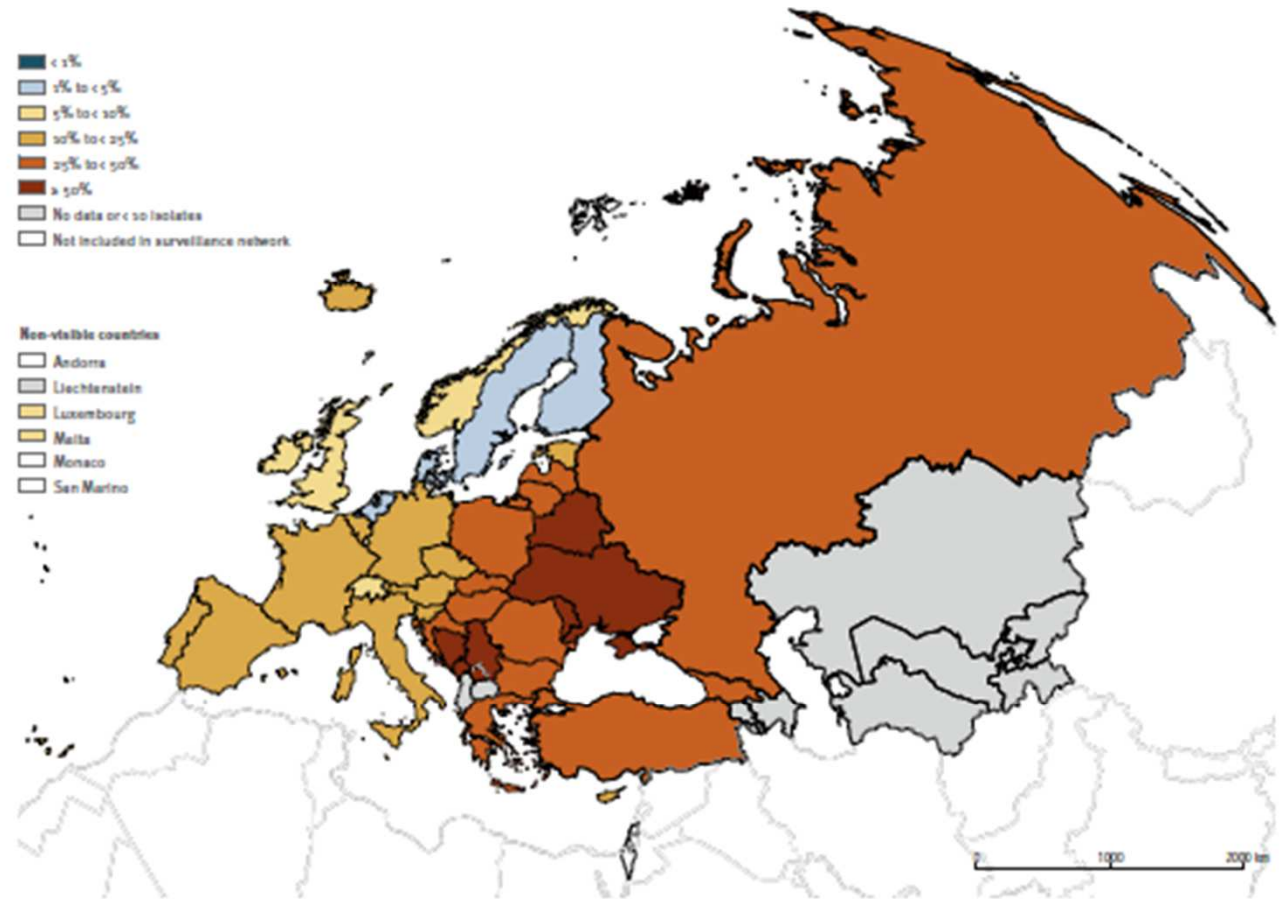 < 1%
1% to < 5%
5% to < 10%
10% to < 25%
25% to < 50%
≥ 50%
No data or < 10 isolates
Not included in surveillance network
Non-visible countries
Andorra
Liechtenstein
Luxembourg
Malta
Monaco
San Marino
0 1000 2000 km